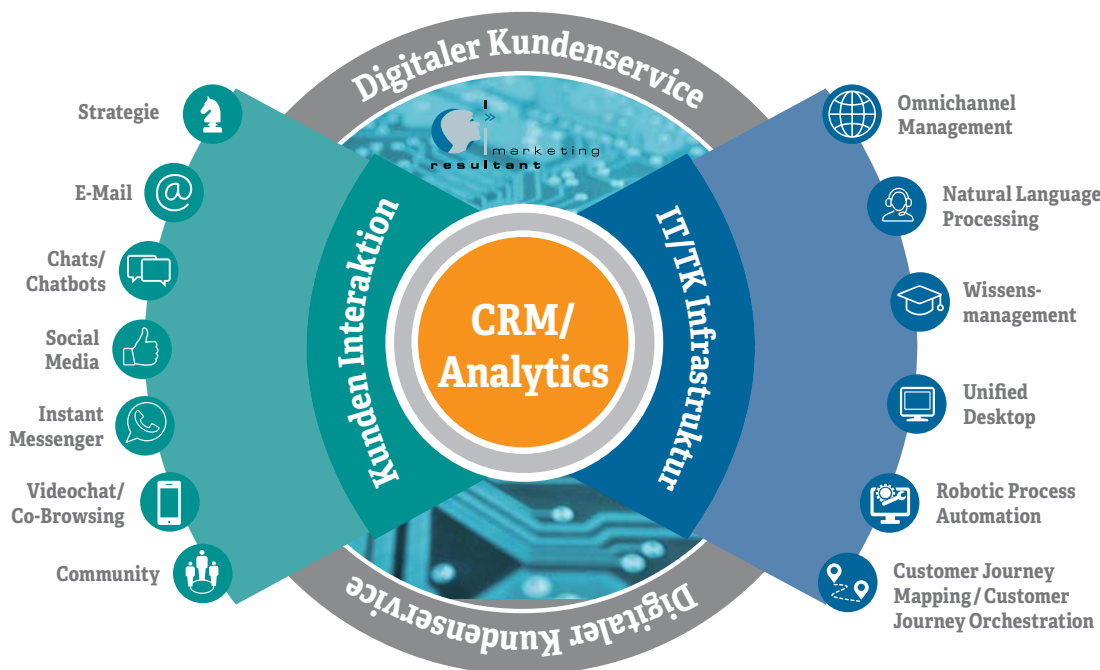 Digitaler Kundenservice
marketing
resultant
Strategie
E-Mail
Chats/
Chatbots
Social
Media
Instant
Messenger
Videochat/
Co-Browsing
Community
Kunden Interaktion
CRM/
Analytics
IT/TK Infrastruktur
Omnichannel
Management
Natural Language
Processing
Wissens-
management
Unified
Desktop
Robotic Process
Automation
Customer Journey
Mapping / Customer
Journey Orchestration
Digitaler Kundenservice